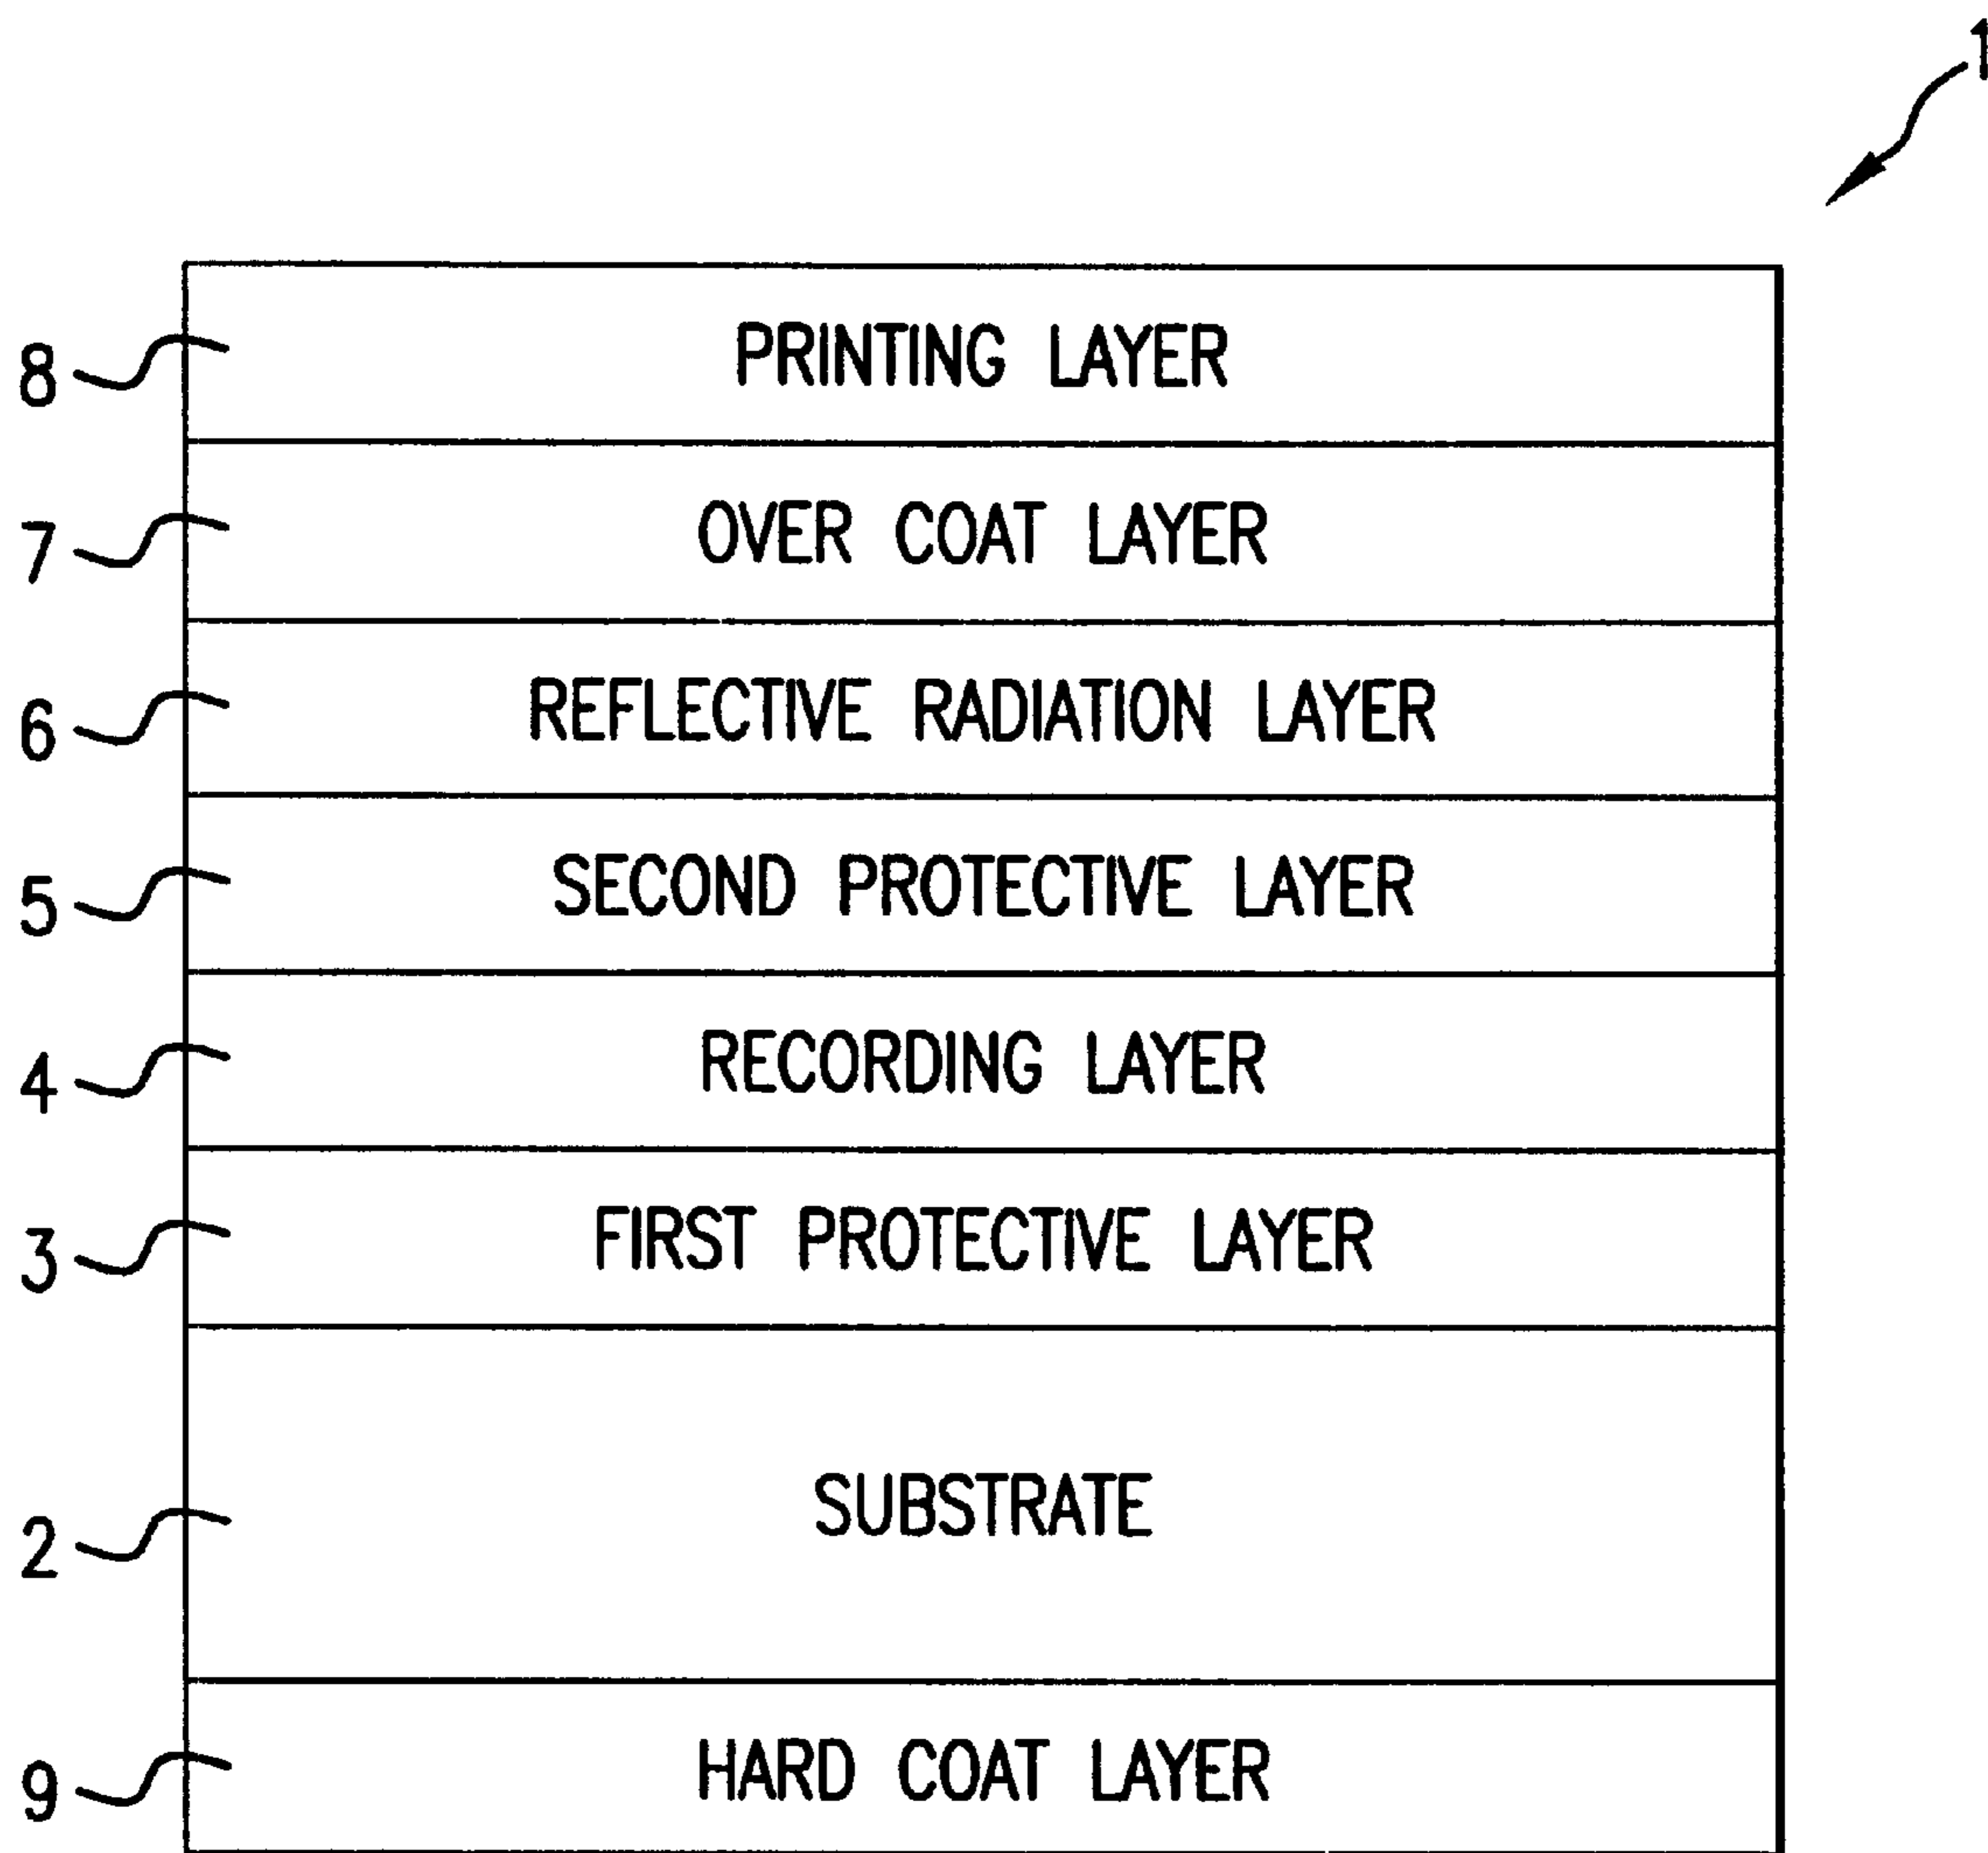 1
8 PRINTING LAYER
7 OVER COAT LAYER
6 REFLECTIVE RADIATION LAYER
5 SECOND PROTECTIVE LAYER
4 RECORDING LAYER
3 FIRST PROTECTIVE LAYER
2 SUBSTRATE
9 HARD COAT LAYER